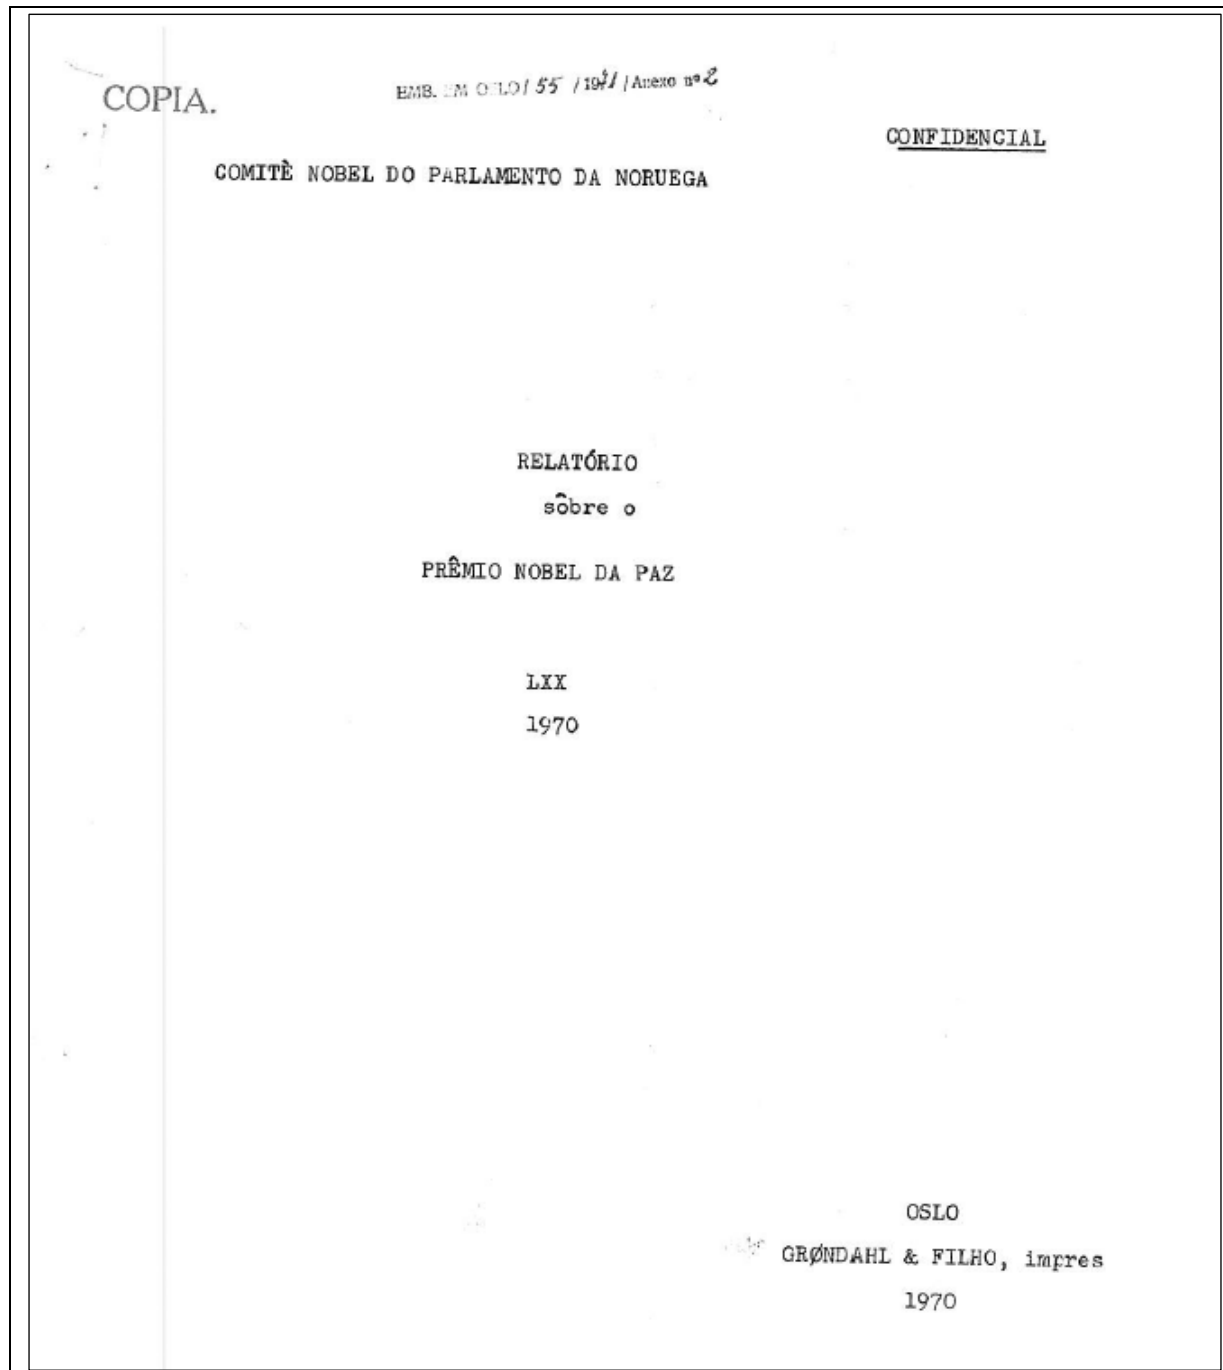 COPIA.
EMB. EM OSLO / 55 / 1971 / Anexo nº 2
CONFIDENCIAL
COMITÈ NOBEL DO PARLAMENTO DA NORUEGA
RELATÓRIO
sôbre o
PRÊMIO NOBEL DA PAZ
LXX
1970
OSLO
GRØNDAHL & FILHO, impres
1970